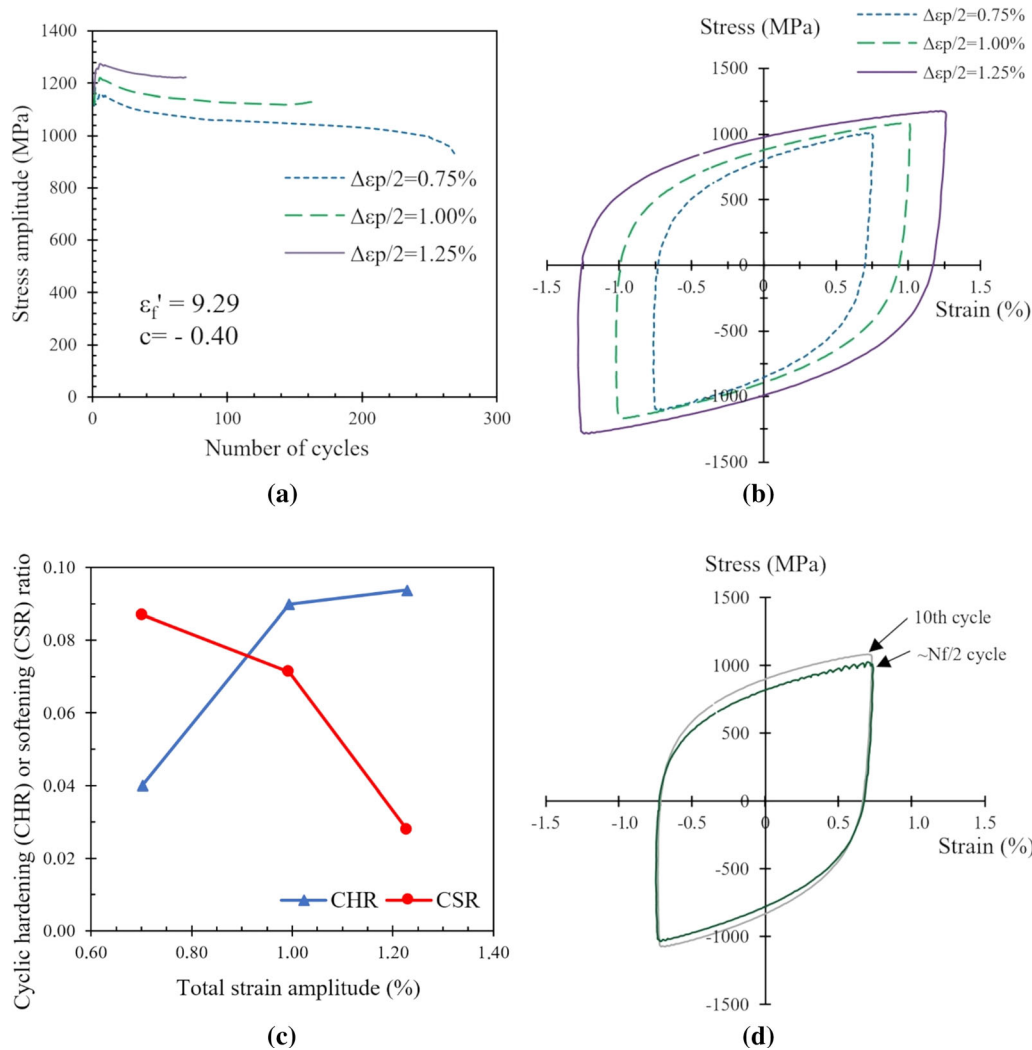 Stress amplitude (MPa)
1400
1200
1000
800
600
400
200
0
0
100
200
300
Number of cycles
Δεp/2=0.75%
Δεp/2=1.00%
Δεp/2=1.25%
εf' = 9.29
c= - 0.40
(a)
Stress (MPa)
Δεp/2=0.75%
Δεp/2=1.00%
Δεp/2=1.25%
1500
1000
500
0
-500
-1000
-1500
-1.5
-1.0
-0.5
0
0.5
1.0
1.5
Strain (%)
(b)
Cyclic hardening (CHR) or softening (CSR) ratio
0.10
0.08
0.06
0.04
0.02
0.00
0.60
0.80
1.00
1.20
1.40
CHR
CSR
Total strain amplitude (%)
(c)
Stress (MPa)
1500
1000
500
0
-500
-1000
-1500
10th cycle
~Nf/2 cycle
-1.5
-1.0
-0.5
0
0.5
1.0
1.5
Strain (%)
(d)